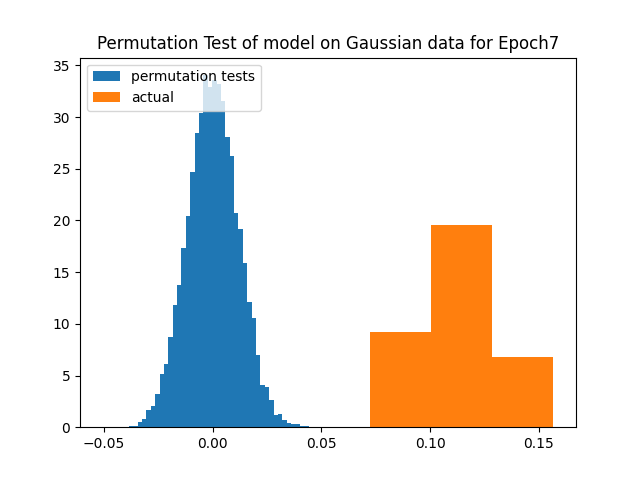 Permutation Test of model on Gaussian data for Epoch7
35
30
25
20
15
10
5
0
permutation tests
actual
−0.05 0.00 0.05 0.10 0.15